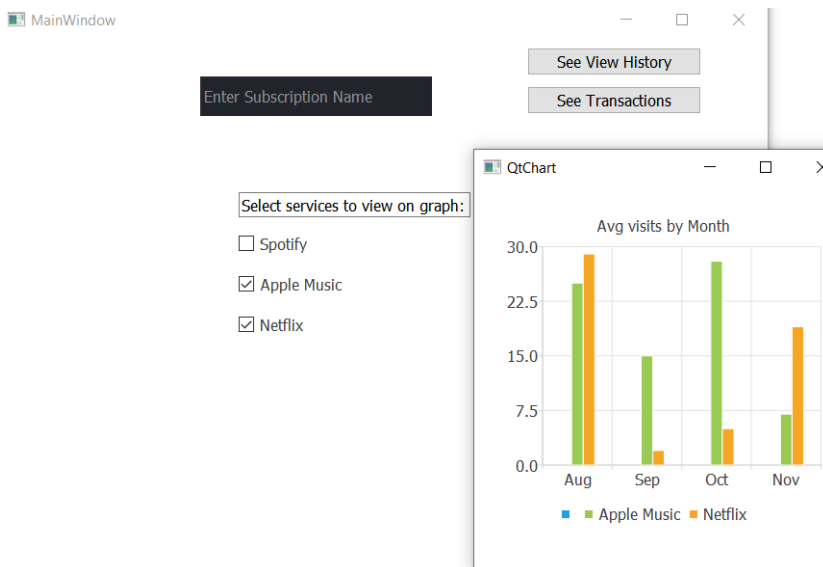 MainWindow
See View History
Enter Subscription Name
See Transactions
QtChart
Select services to view on graph:
Spotify
Apple Music
Netflix
Avg visits by Month
30.0
22.5
15.0
7.5
0.0
Aug Sep Oct Nov
Apple Music Netflix